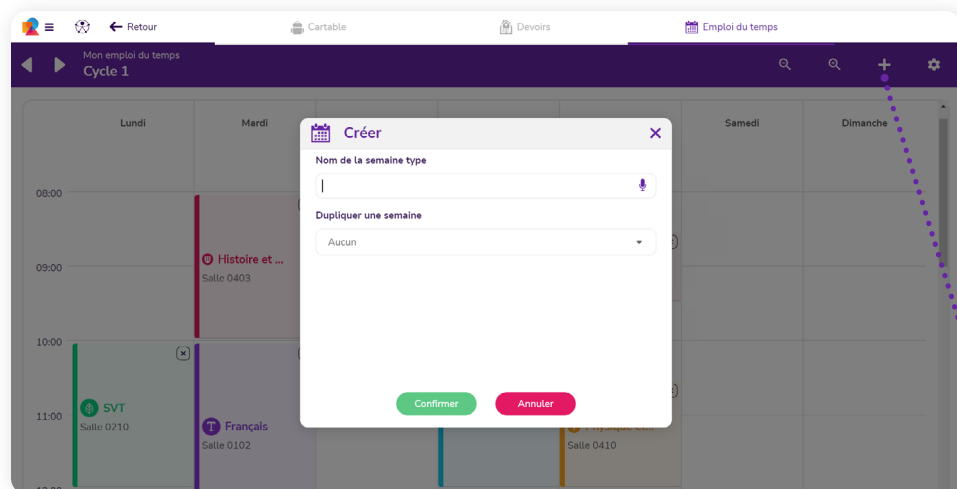 Retour
Cartable
Devoirs
Emploi du temps
Mon emploi du temps
Cycle 1
Lundi
Mardi
Samedi
Dimanche
Créer
Nom de la semaine type
Dupliquer une semaine
Aucun
Confirmer
Annuler
08:00
09:00
10:00
11:00
Histoire et ...
Salle 0403
SVT
Salle 0210
T Français
Salle 0102
Salle 0410